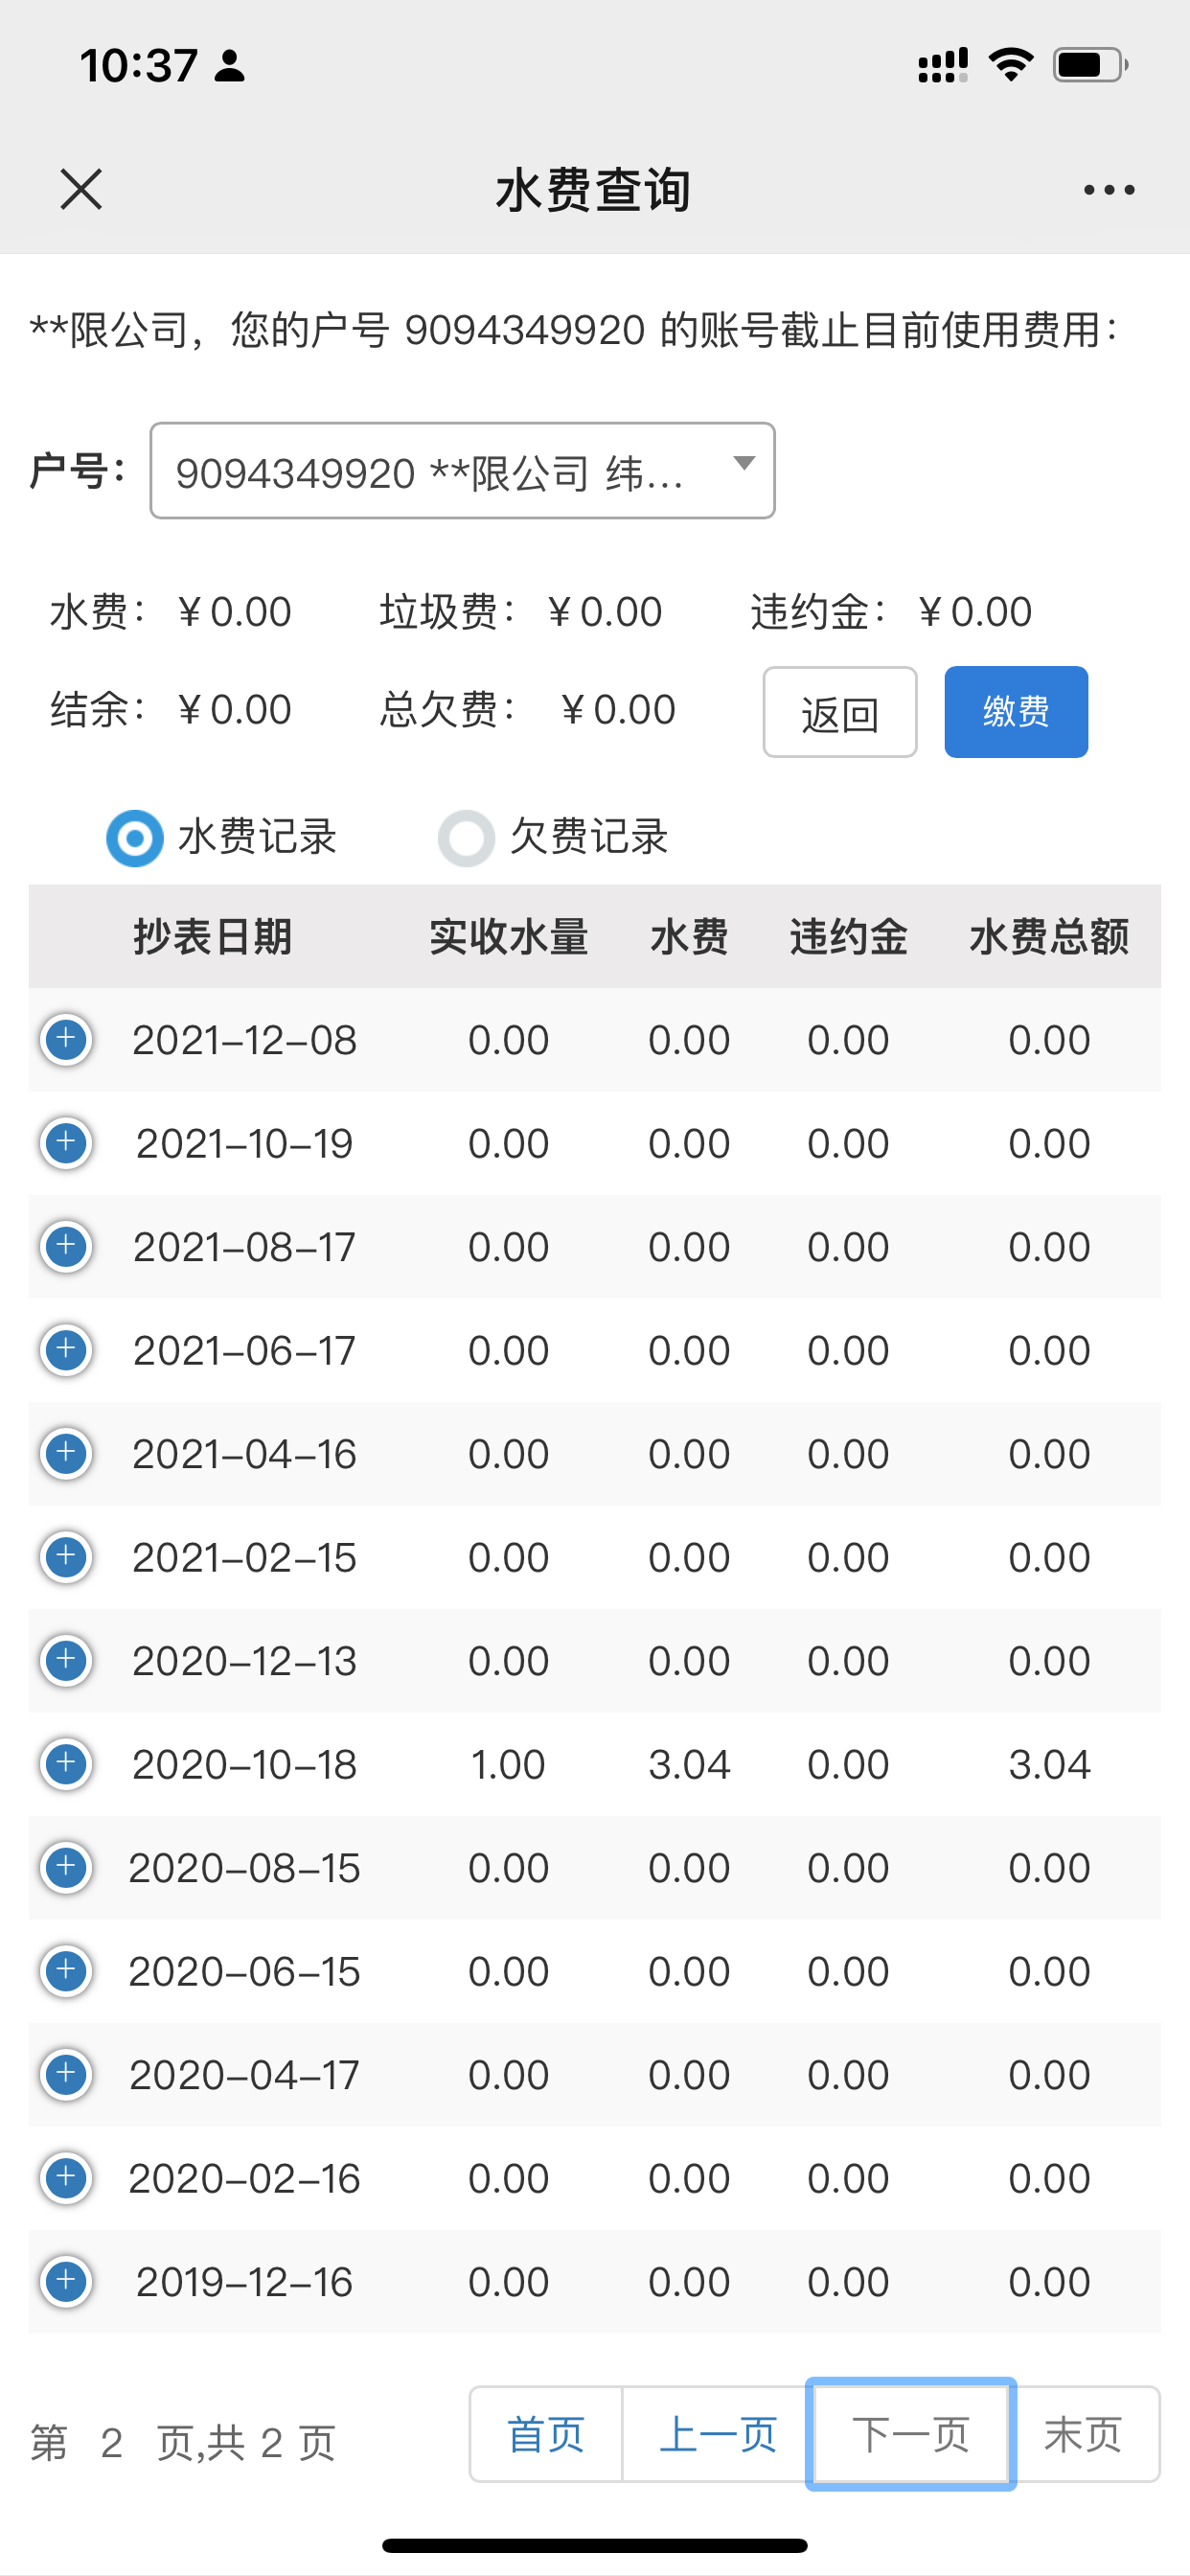 10:37
水费查询
**限公司，您的户号 9094349920 的账号截止目前使用费用：
户号： 9094349920 **限公司 纬...
水费： ￥0.00 垃圾费： ￥0.00 违约金： ￥0.00
结余： ￥0.00 总欠费： ￥0.00 返回 缴费
水费记录 欠费记录
抄表日期 实收水量 水费 违约金 水费总额
2021-12-08 0.00 0.00 0.00 0.00
2021-10-19 0.00 0.00 0.00 0.00
2021-08-17 0.00 0.00 0.00 0.00
2021-06-17 0.00 0.00 0.00 0.00
2021-04-16 0.00 0.00 0.00 0.00
2021-02-15 0.00 0.00 0.00 0.00
2020-12-13 0.00 0.00 0.00 0.00
2020-10-18 1.00 3.04 0.00 3.04
2020-08-15 0.00 0.00 0.00 0.00
2020-06-15 0.00 0.00 0.00 0.00
2020-04-17 0.00 0.00 0.00 0.00
2020-02-16 0.00 0.00 0.00 0.00
2019-12-16 0.00 0.00 0.00 0.00
第 2 页,共 2 页 首页 上一页 下一页 末页